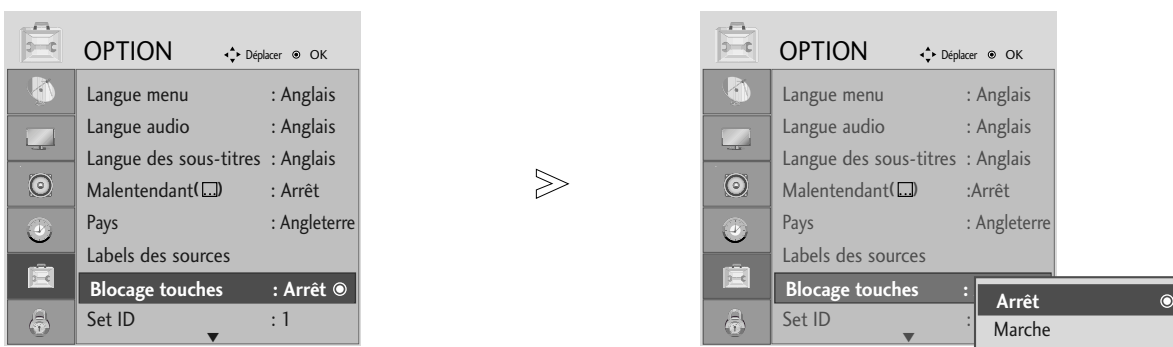 OPTION Déplacer OK
Langue menu : Anglais
Langue audio : Anglais
Langue des sous-titres : Anglais
Malentendant( ) : Arrêt
Pays : Angleterre
Labels des sources
Blocage touches : Arrêt
Set ID : 1
OPTION Déplacer OK
Langue menu : Anglais
Langue audio : Anglais
Langue des sous-titres : Anglais
Malentendant( ) :Arrêt
Pays : Angleterre
Labels des sources
Blocage touches :
Set ID :
Arrêt
Marche